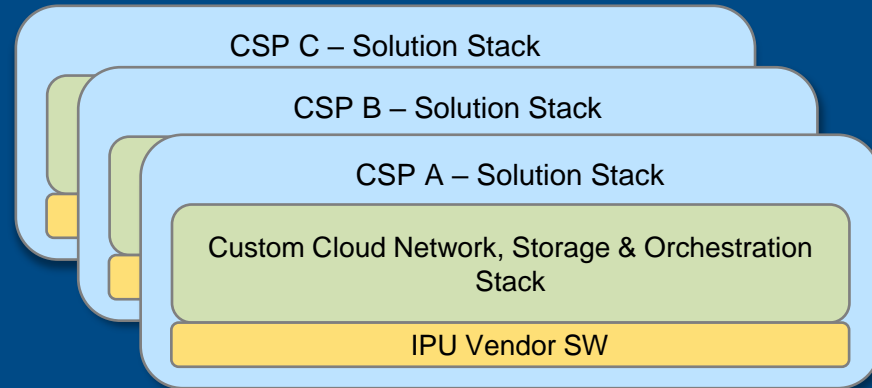 CSP C – Solution Stack
CSP B – Solution Stack
CSP A – Solution Stack
Custom Cloud Network, Storage & Orchestration
Stack
IPU Vendor SW